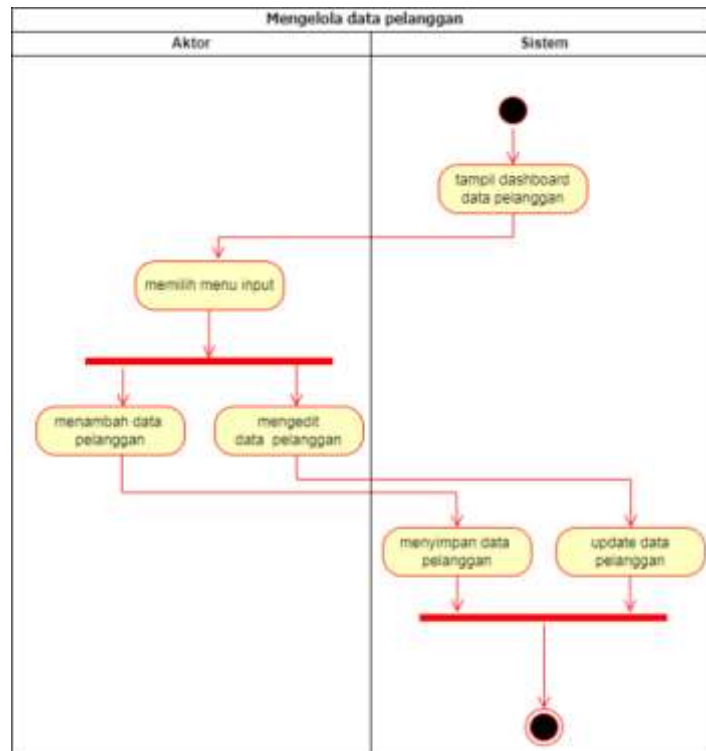 Mengelola data pelanggan
Aktor
Sistem
tampil dashboard
data pelanggan
memilih menu input
menambah data
pelanggan
mengedit
data pelanggan
menyimpan data
pelanggan
update data
pelanggan